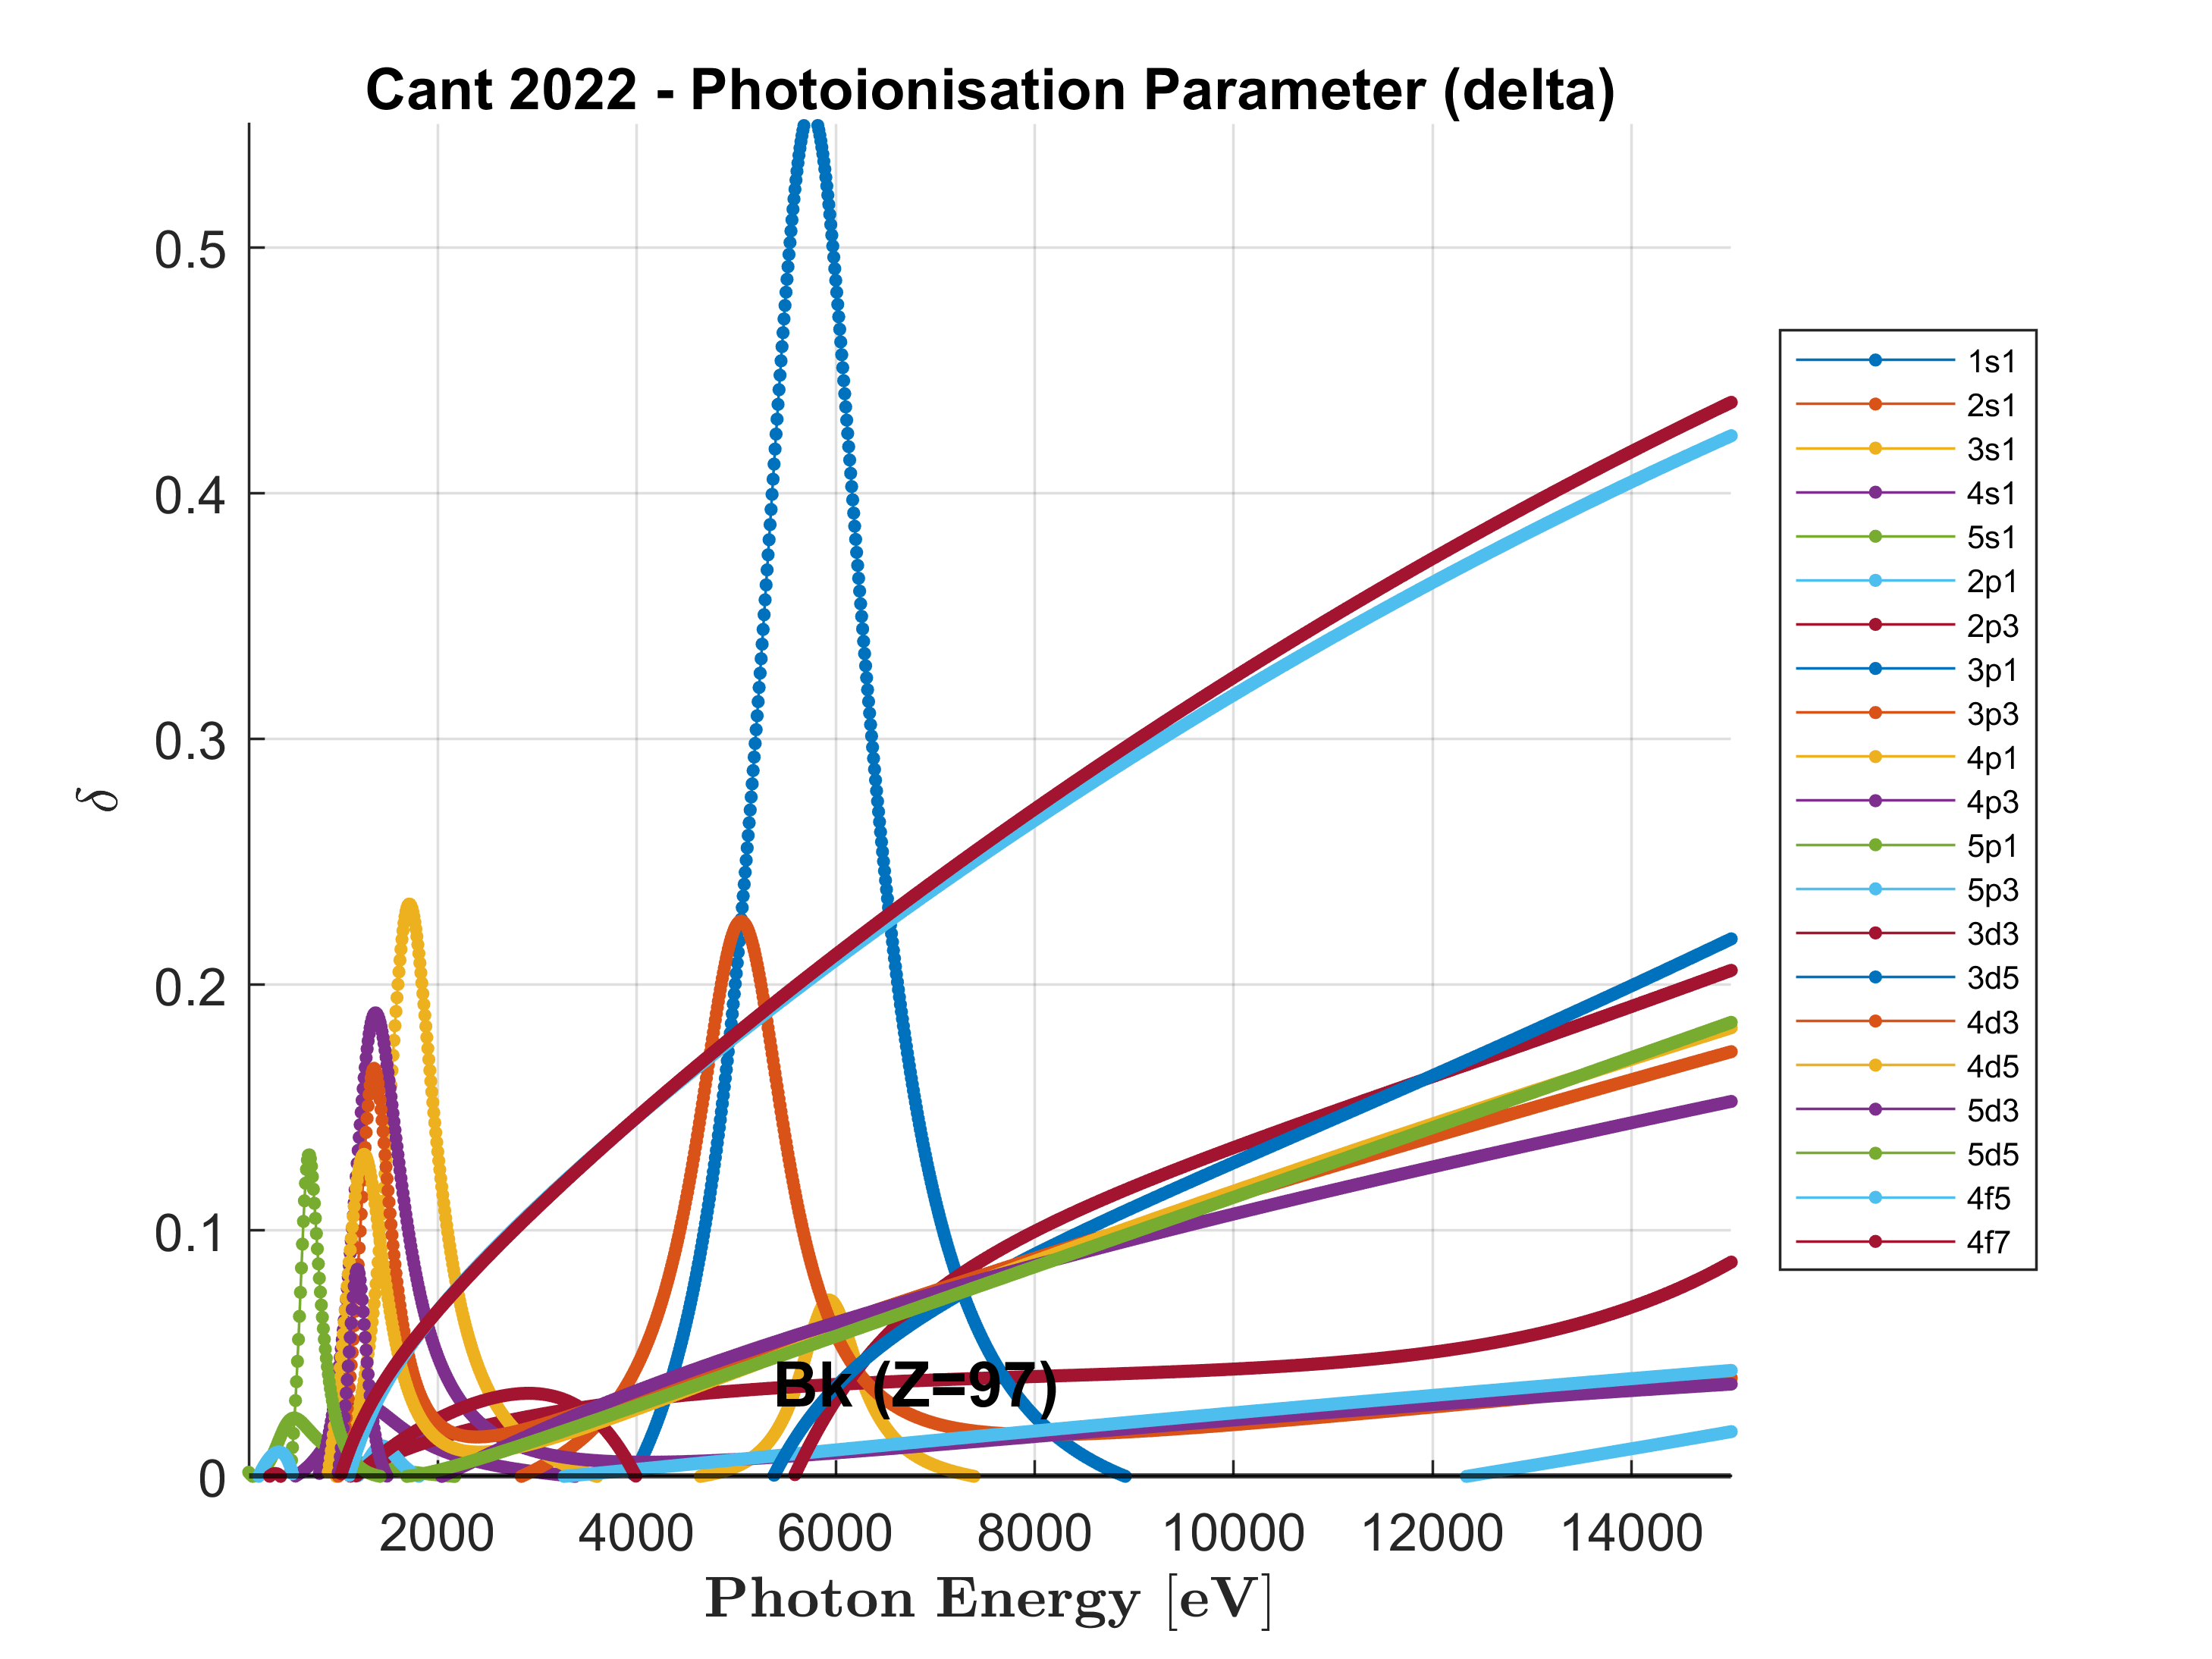 Cant 2022 - Photoionisation Parameter (delta)
0.5
0.4
0.3
0.2
0.1
0
δ
Bk (Z=97)
2000 4000 6000 8000 10000 12000 14000
Photon Energy [eV]
1s1
2s1
3s1
4s1
5s1
2p1
2p3
3p1
3p3
4p1
4p3
5p1
5p3
3d3
3d5
4d3
4d5
5d3
5d5
4f5
4f7